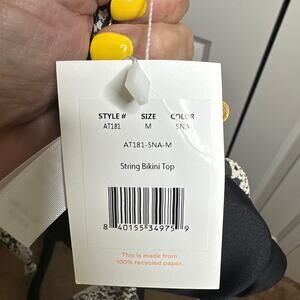 STYLE # SIZE COLOR
AT181 M SNA
AT181-SNA-M
String Bikini Top
8 40155 34975 9
This is made from
100% recycled paper.